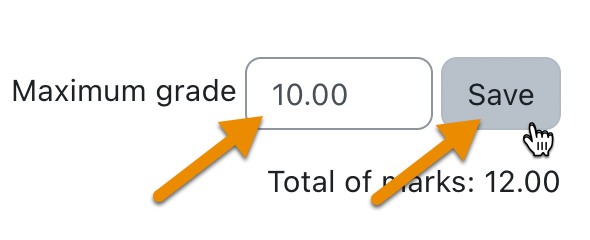 Maximum grade 10.00 Save
Total of marks: 12.00